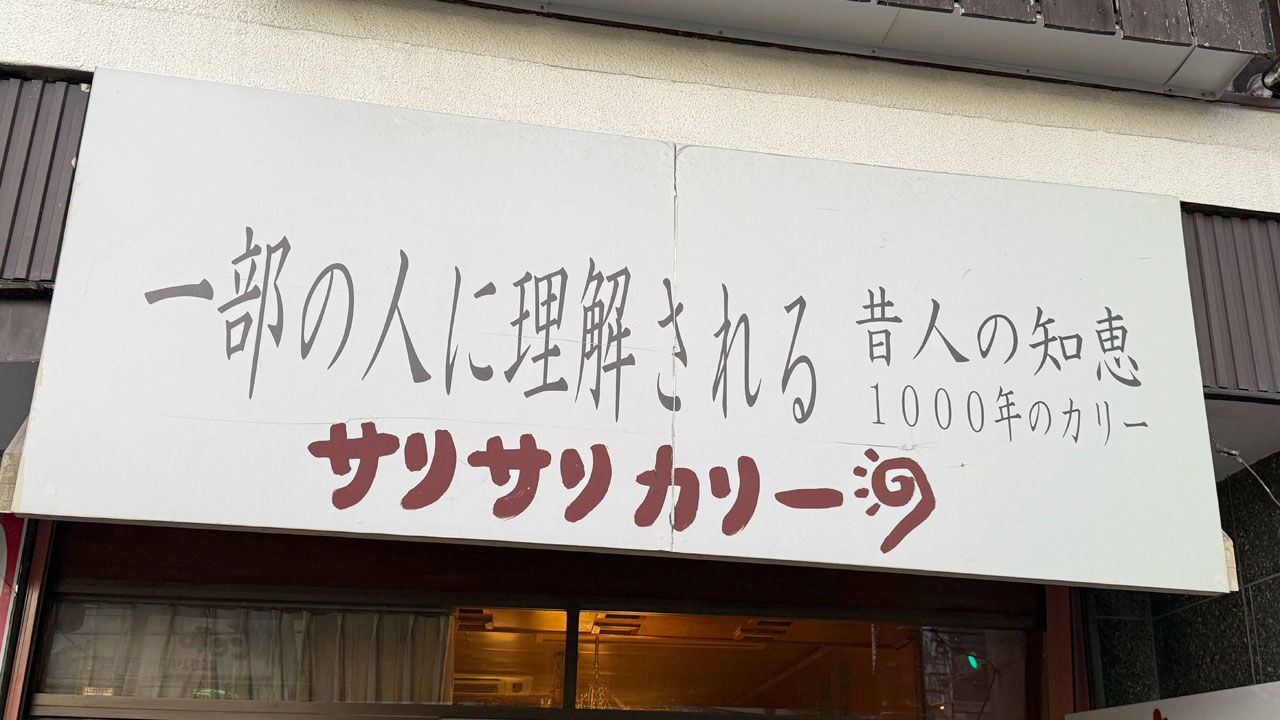 一部の人に理解される
昔人の知恵
1000年のカリー
サリサリカリー